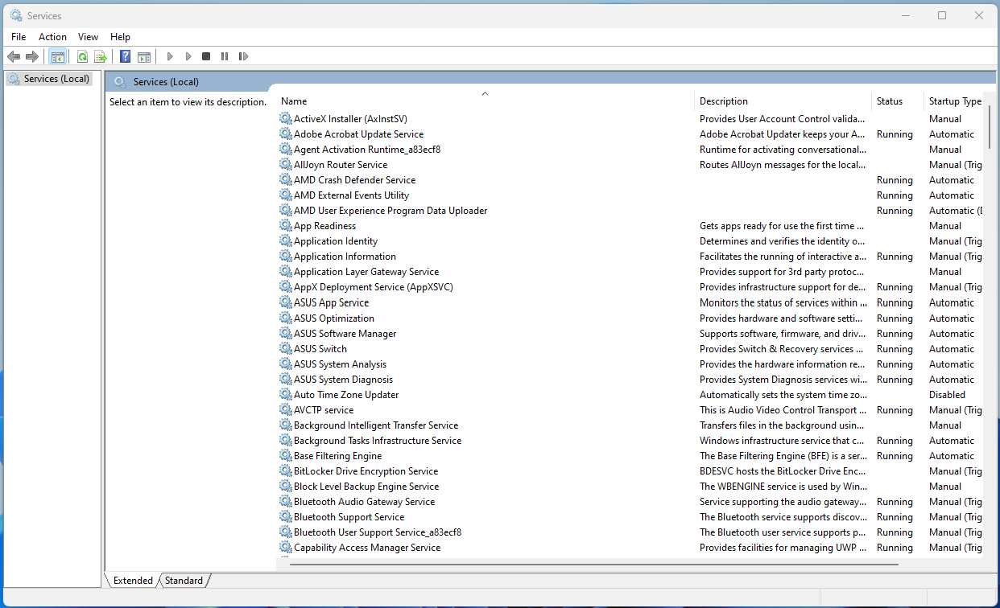 Services
File Action View Help
Services (Local)
Services (Local)
Select an item to view its description.
Name Description Status Startup Type
ActiveX Installer (AxInstSV) Provides User Account Control valida... Manual
Adobe Acrobat Update Service Adobe Acrobat Updater keeps your A... Running Automatic
Agent Activation Runtime_a83ecf8 Runtime for activating conversational... Manual
AllJoyn Router Service Routes AllJoyn messages for the local... Manual (Trig
AMD Crash Defender Service Running Automatic
AMD External Events Utility Running Automatic
AMD User Experience Program Data Uploader Running Automatic (D
App Readiness Gets apps ready for use the first time ... Manual
Application Identity Determines and verifies the identity o... Manual (Trig
Application Information Facilitates the running of interactive a... Running Manual (Trig
Application Layer Gateway Service Provides support for 3rd party protoc... Manual
AppX Deployment Service (AppXSVC) Provides infrastructure support for de... Running Manual (Trig
ASUS App Service Monitors the status of services within ... Running Automatic
ASUS Optimization Provides hardware and software setti... Running Automatic
ASUS Software Manager Supports software, firmware, and driv... Running Automatic
ASUS Switch Provides Switch & Recovery services ... Running Automatic
ASUS System Analysis Provides the hardware information re... Running Automatic
ASUS System Diagnosis Provides System Diagnosis services wi... Running Automatic
Auto Time Zone Updater Automatically sets the system time zo... Disabled
AVCTP service This is Audio Video Control Transport ... Running Manual (Trig
Background Intelligent Transfer Service Transfers files in the background usin... Manual
Background Tasks Infrastructure Service Windows infrastructure service that c... Running Automatic
Base Filtering Engine The Base Filtering Engine (BFE) is a ser... Running Automatic
BitLocker Drive Encryption Service BDESVC hosts the BitLocker Drive Enc... Manual (Trig
Block Level Backup Engine Service The WBENGINE service is used by Win... Manual
Bluetooth Audio Gateway Service Service supporting the audio gateway... Running Manual (Trig
Bluetooth Support Service The Bluetooth service supports discov... Running Manual (Trig
Bluetooth User Support Service_a83ecf8 The Bluetooth user service supports p... Running Manual (Trig
Capability Access Manager Service Provides facilities for managing UWP ... Running Manual (Trig
Extended Standard